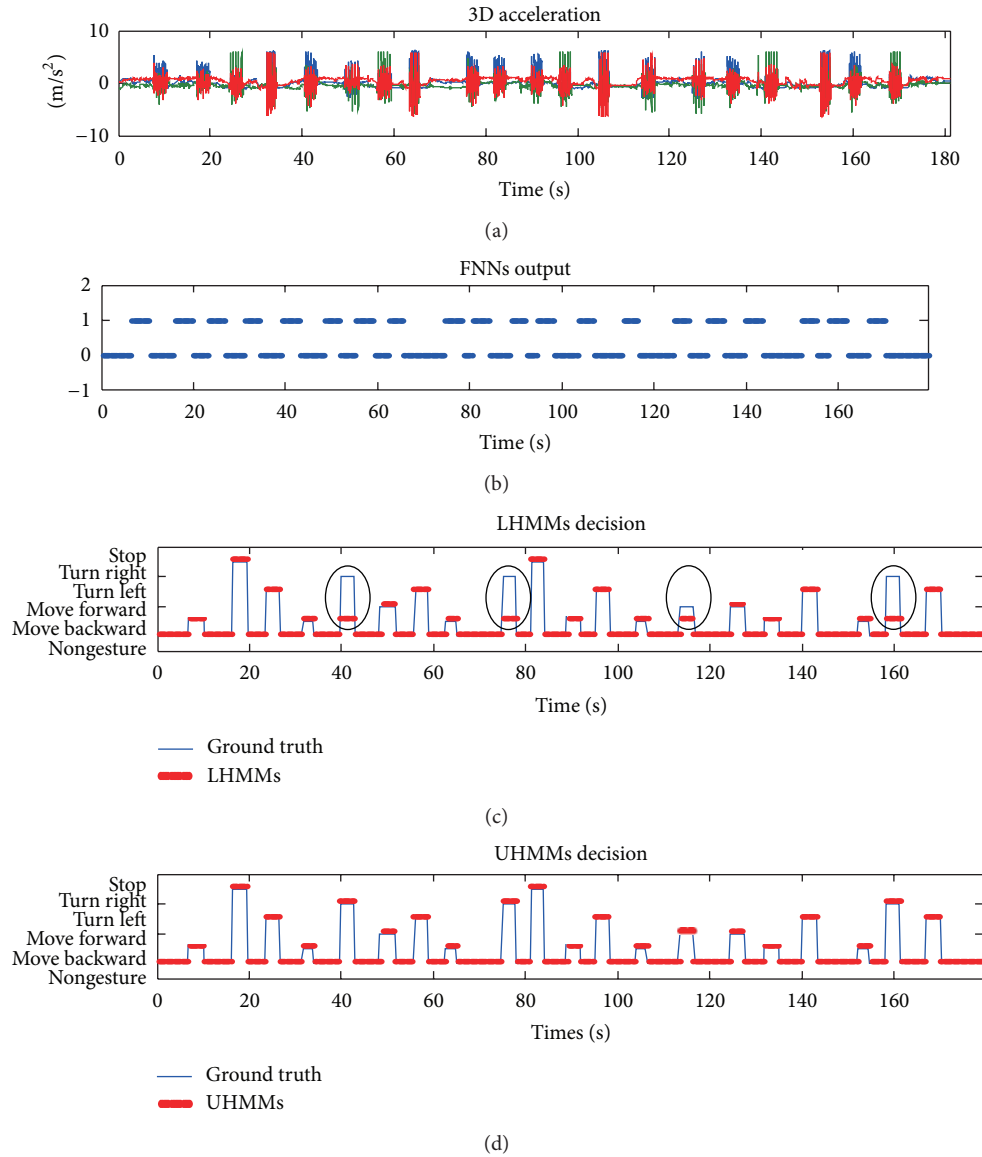 3D acceleration
10
0
−10
(m/s²)
0 20 40 60 80 100 120 140 160 180
Time (s)
(a)
FNNs output
2
1
0
−1
0 20 40 60 80 100 120 140 160
Time (s)
(b)
LHMMs decision
Stop
Turn right
Turn left
Move forward
Move backward
Nongesture
0 20 40 60 80 100 120 140 160
Time (s)
Ground truth
LHMMs
(c)
UHMMs decision
Stop
Turn right
Turn left
Move forward
Move backward
Nongesture
0 20 40 60 80 100 120 140 160
Times (s)
Ground truth
UHMMs
(d)